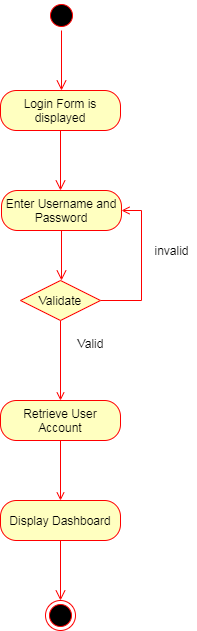 Login Form is
displayed
Enter Username and
Password
invalid
Validate
Valid
Retrieve User
Account
Display Dashboard